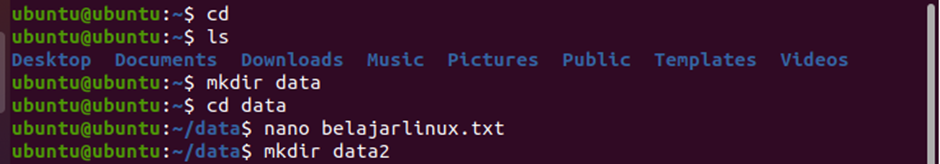 ubuntu@ubuntu:~$ cd
ubuntu@ubuntu:~$ ls
Desktop Documents Downloads Music Pictures Public Templates Videos
ubuntu@ubuntu:~$ mkdir data
ubuntu@ubuntu:~$ cd data
ubuntu@ubuntu:~/data$ nano belajarlinux.txt
ubuntu@ubuntu:~/data$ mkdir data2